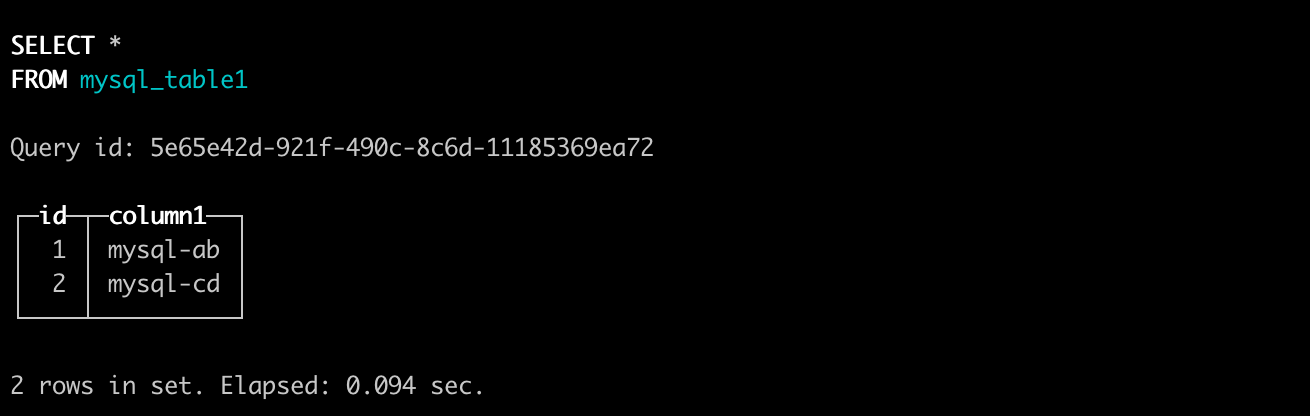 SELECT *
FROM mysql_table1
Query id: 5e65e42d-921f-490c-8c6d-11185369ea72
id column1
1 mysql-ab
2 mysql-cd
2 rows in set. Elapsed: 0.094 sec.